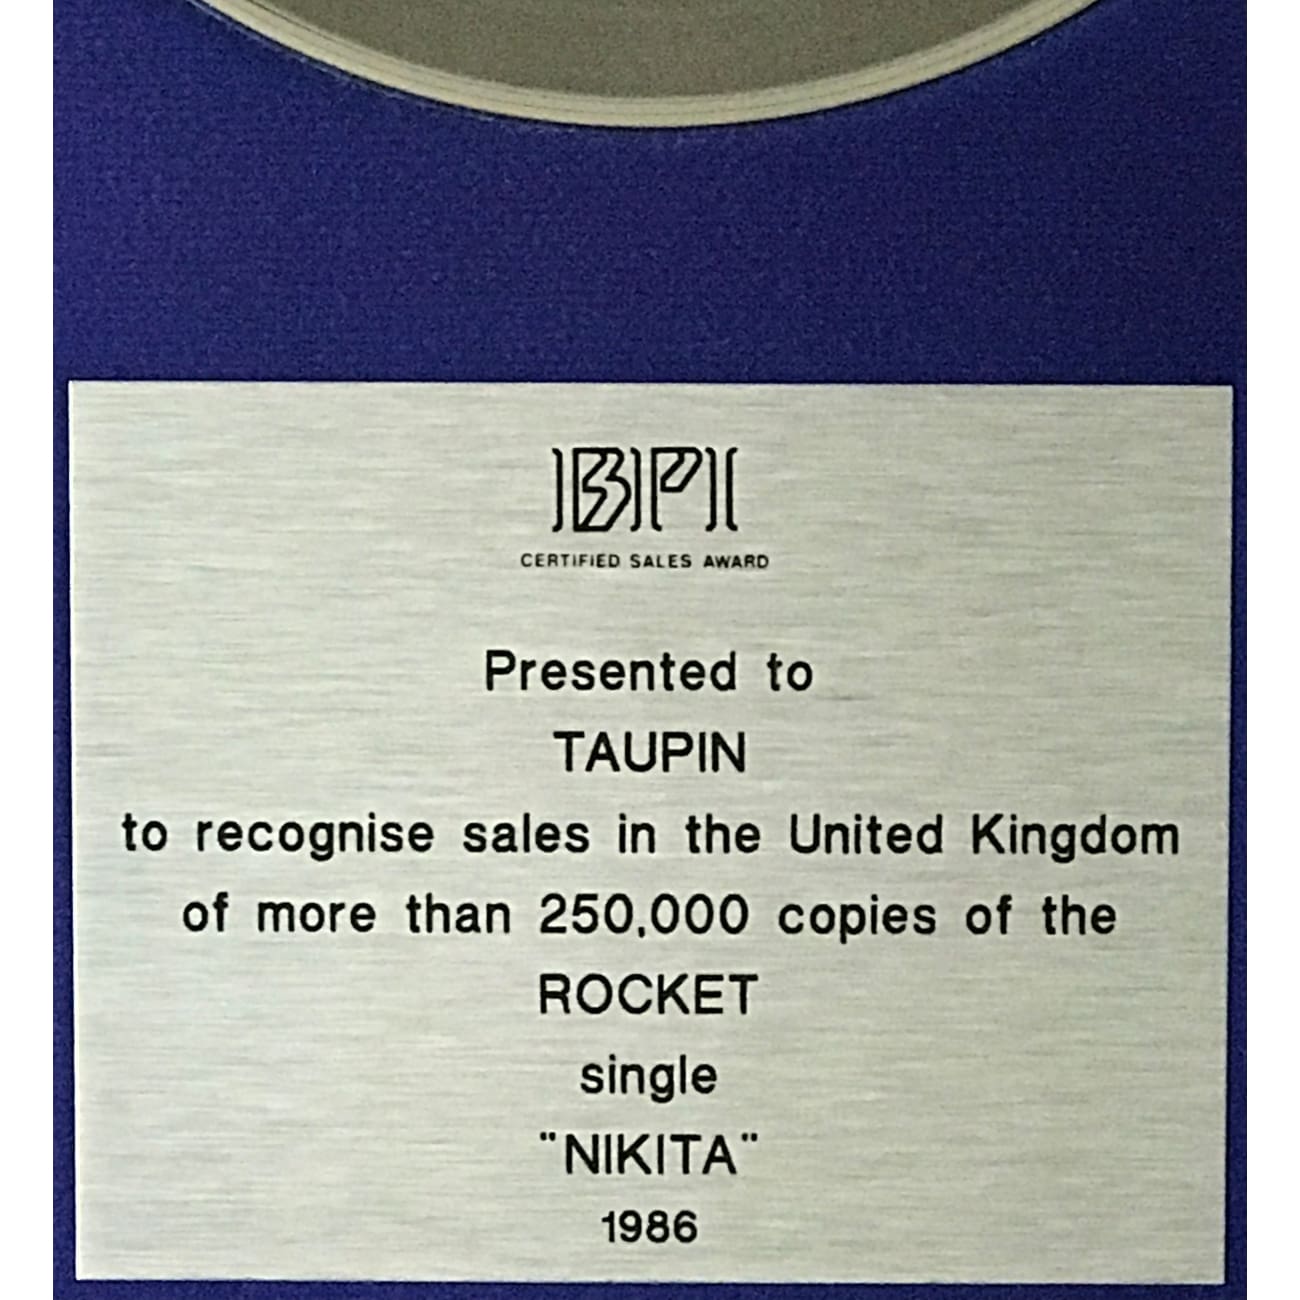 BPI
CERTIFIED SALES AWARD
Presented to
TAUPIN
to recognise sales in the United Kingdom
of more than 250,000 copies of the
ROCKET
single
"NIKITA"
1986